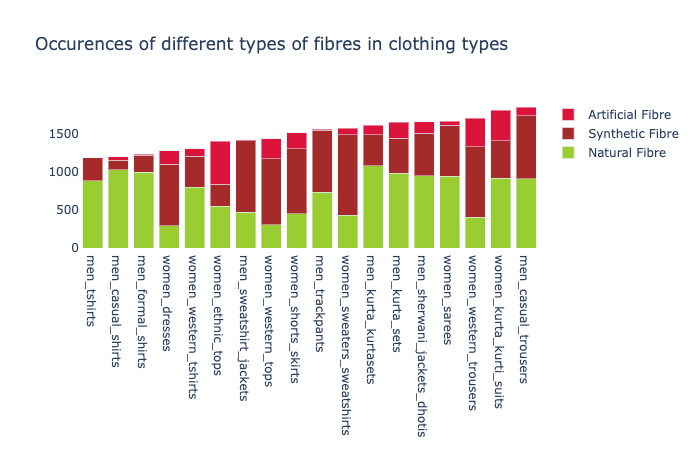 Occurences of different types of fibres in clothing types
Artificial Fibre
Synthetic Fibre
Natural Fibre
1500
1000
500
0
men_tshirts
men_casual_shirts
men_formal_shirts
women_dresses
women_western_tshirts
women_ethnic_tops
men_sweatshirt_jackets
women_western_tops
women_shorts_skirts
men_trackpants
women_sweaters_sweatshirts
men_kurta_kurtasets
men_kurta_sets
men_sherwani_jackets_dhotis
women_sarees
women_western_trousers
women_kurta_kurti_suits
men_casual_trousers